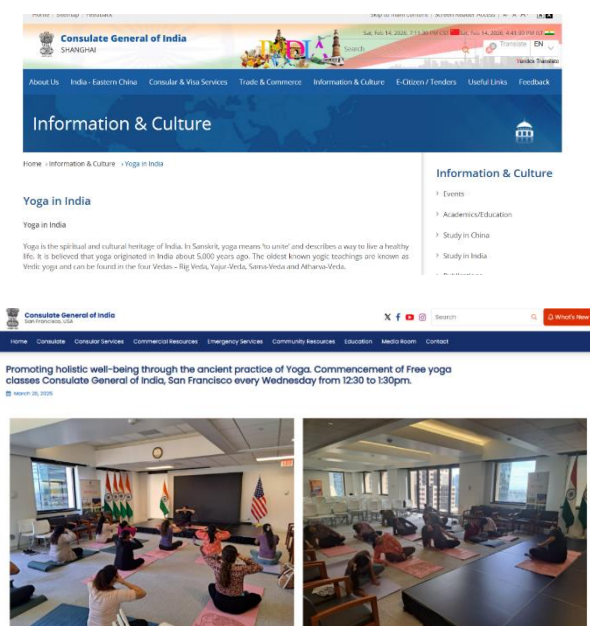 Home | Sitemap | Feedback
Skip to main content | Screen Reader Access | A- A A+
Consulate General of India
SHANGHAI
Search
Translate EN
Yandex Translate
About Us India - Eastern China Consular & Visa Services Trade & Commerce Information & Culture E-Citizen / Tenders Useful Links Feedback
Information & Culture
Home › Information & Culture › Yoga in India
Information & Culture
› Events
› Academics/Education
› Study in China
› Study in India
Yoga in India
Yoga in India
Yoga is the spiritual and cultural heritage of India. In Sanskrit, yoga means 'to unite' and describes a way to live a healthy
life. It is believed that yoga originated in India about 5,000 years ago. The oldest known yogic teachings are known as
Vedic yoga and can be found in the four Vedas – Rig Veda, Yajur-Veda, Sama-Veda and Atharva-Veda.
Consulate General of India
San Francisco, USA
Search
What's New
Home Consulate Consular Services Commercial Resources Emergency Services Community Resources Education Media Room Contact
Promoting holistic well-being through the ancient practice of Yoga. Commencement of Free yoga
classes Consulate General of India, San Francisco every Wednesday from 12:30 to 1:30pm.